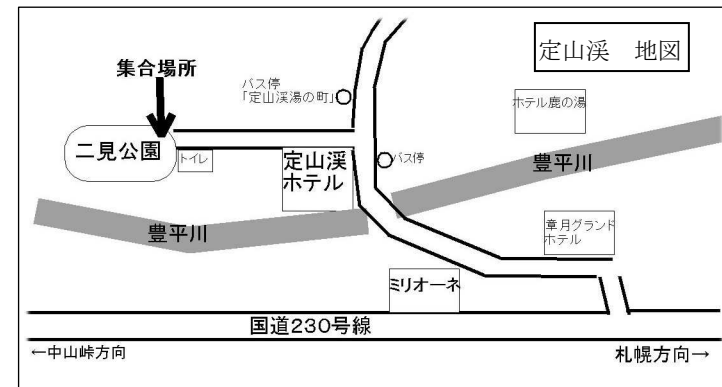 定山渓 地図
集合場所
バス停
「定山渓湯の町」
ホテル鹿の湯
二見公園
トイレ
定山渓
ホテル
バス停
豊平川
豊平川
章月グランド
ホテル
ミリオーネ
国道230号線
←中山峠方向
札幌方向→